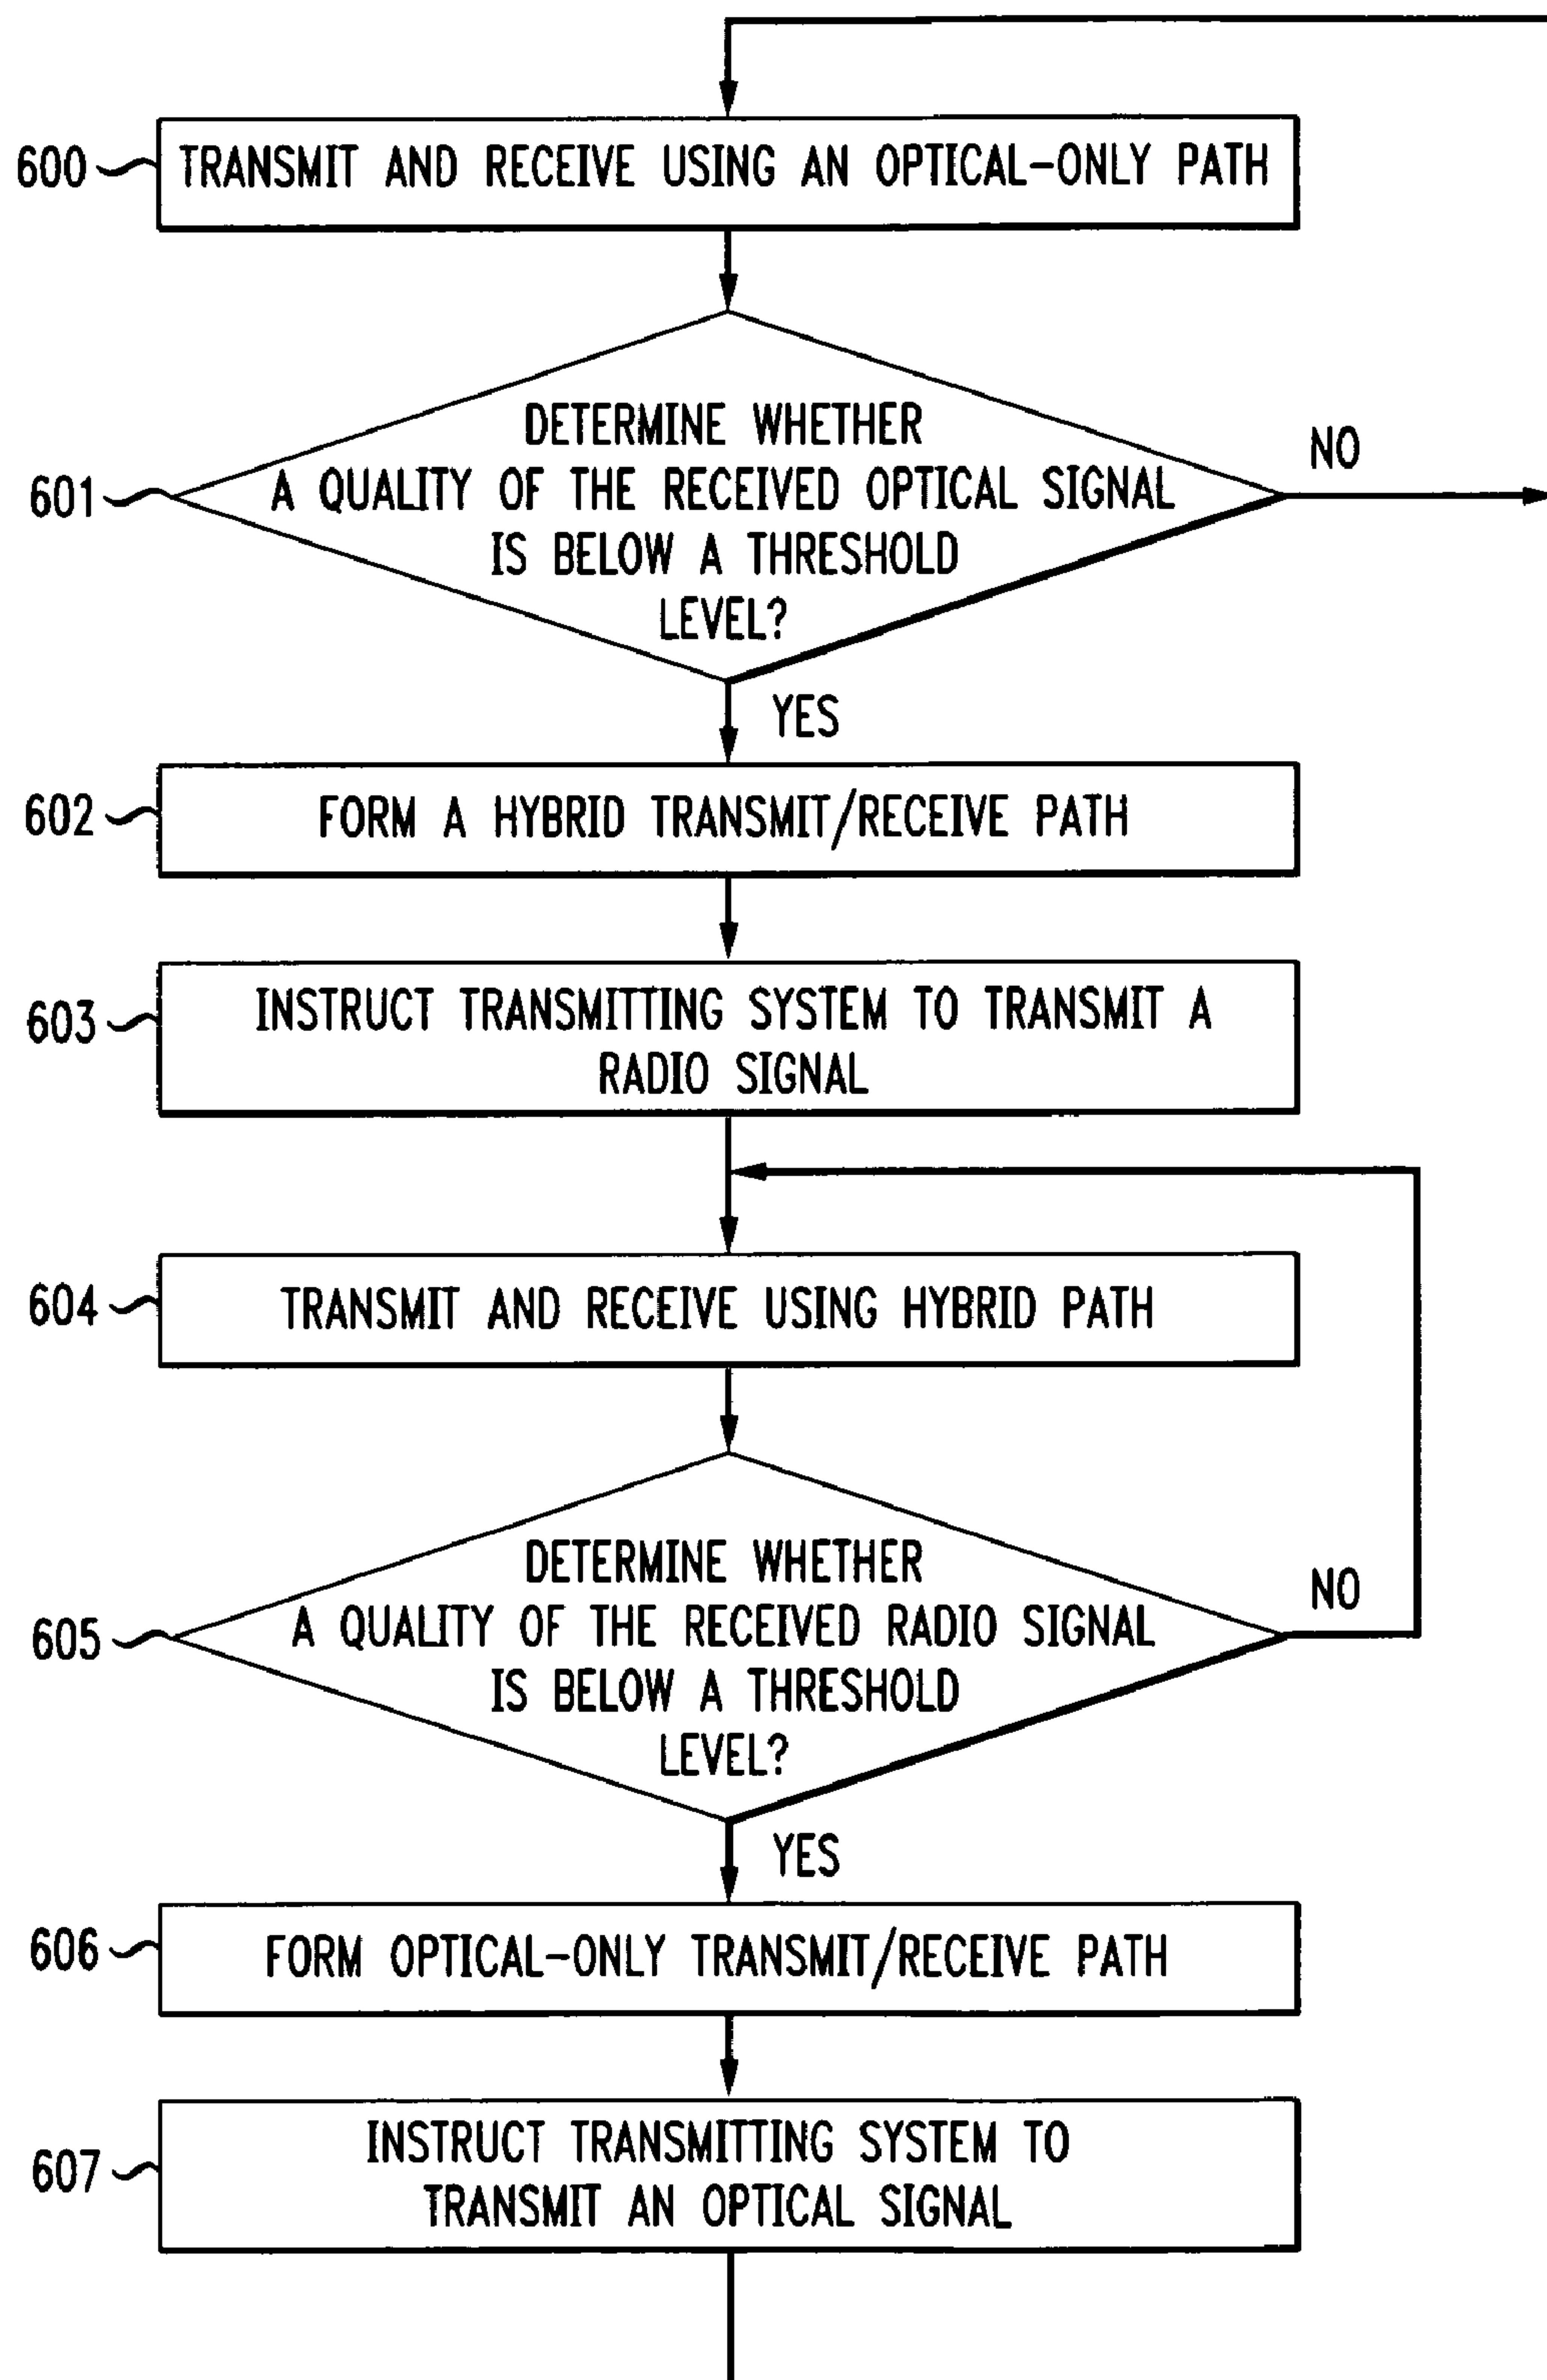 600
TRANSMIT AND RECEIVE USING AN OPTICAL-ONLY PATH
601
DETERMINE WHETHER
A QUALITY OF THE RECEIVED OPTICAL SIGNAL
IS BELOW A THRESHOLD
LEVEL?
NO
YES
602
FORM A HYBRID TRANSMIT/RECEIVE PATH
603
INSTRUCT TRANSMITTING SYSTEM TO TRANSMIT A
RADIO SIGNAL
604
TRANSMIT AND RECEIVE USING HYBRID PATH
605
DETERMINE WHETHER
A QUALITY OF THE RECEIVED RADIO SIGNAL
IS BELOW A THRESHOLD
LEVEL?
NO
YES
606
FORM OPTICAL-ONLY TRANSMIT/RECEIVE PATH
607
INSTRUCT TRANSMITTING SYSTEM TO
TRANSMIT AN OPTICAL SIGNAL